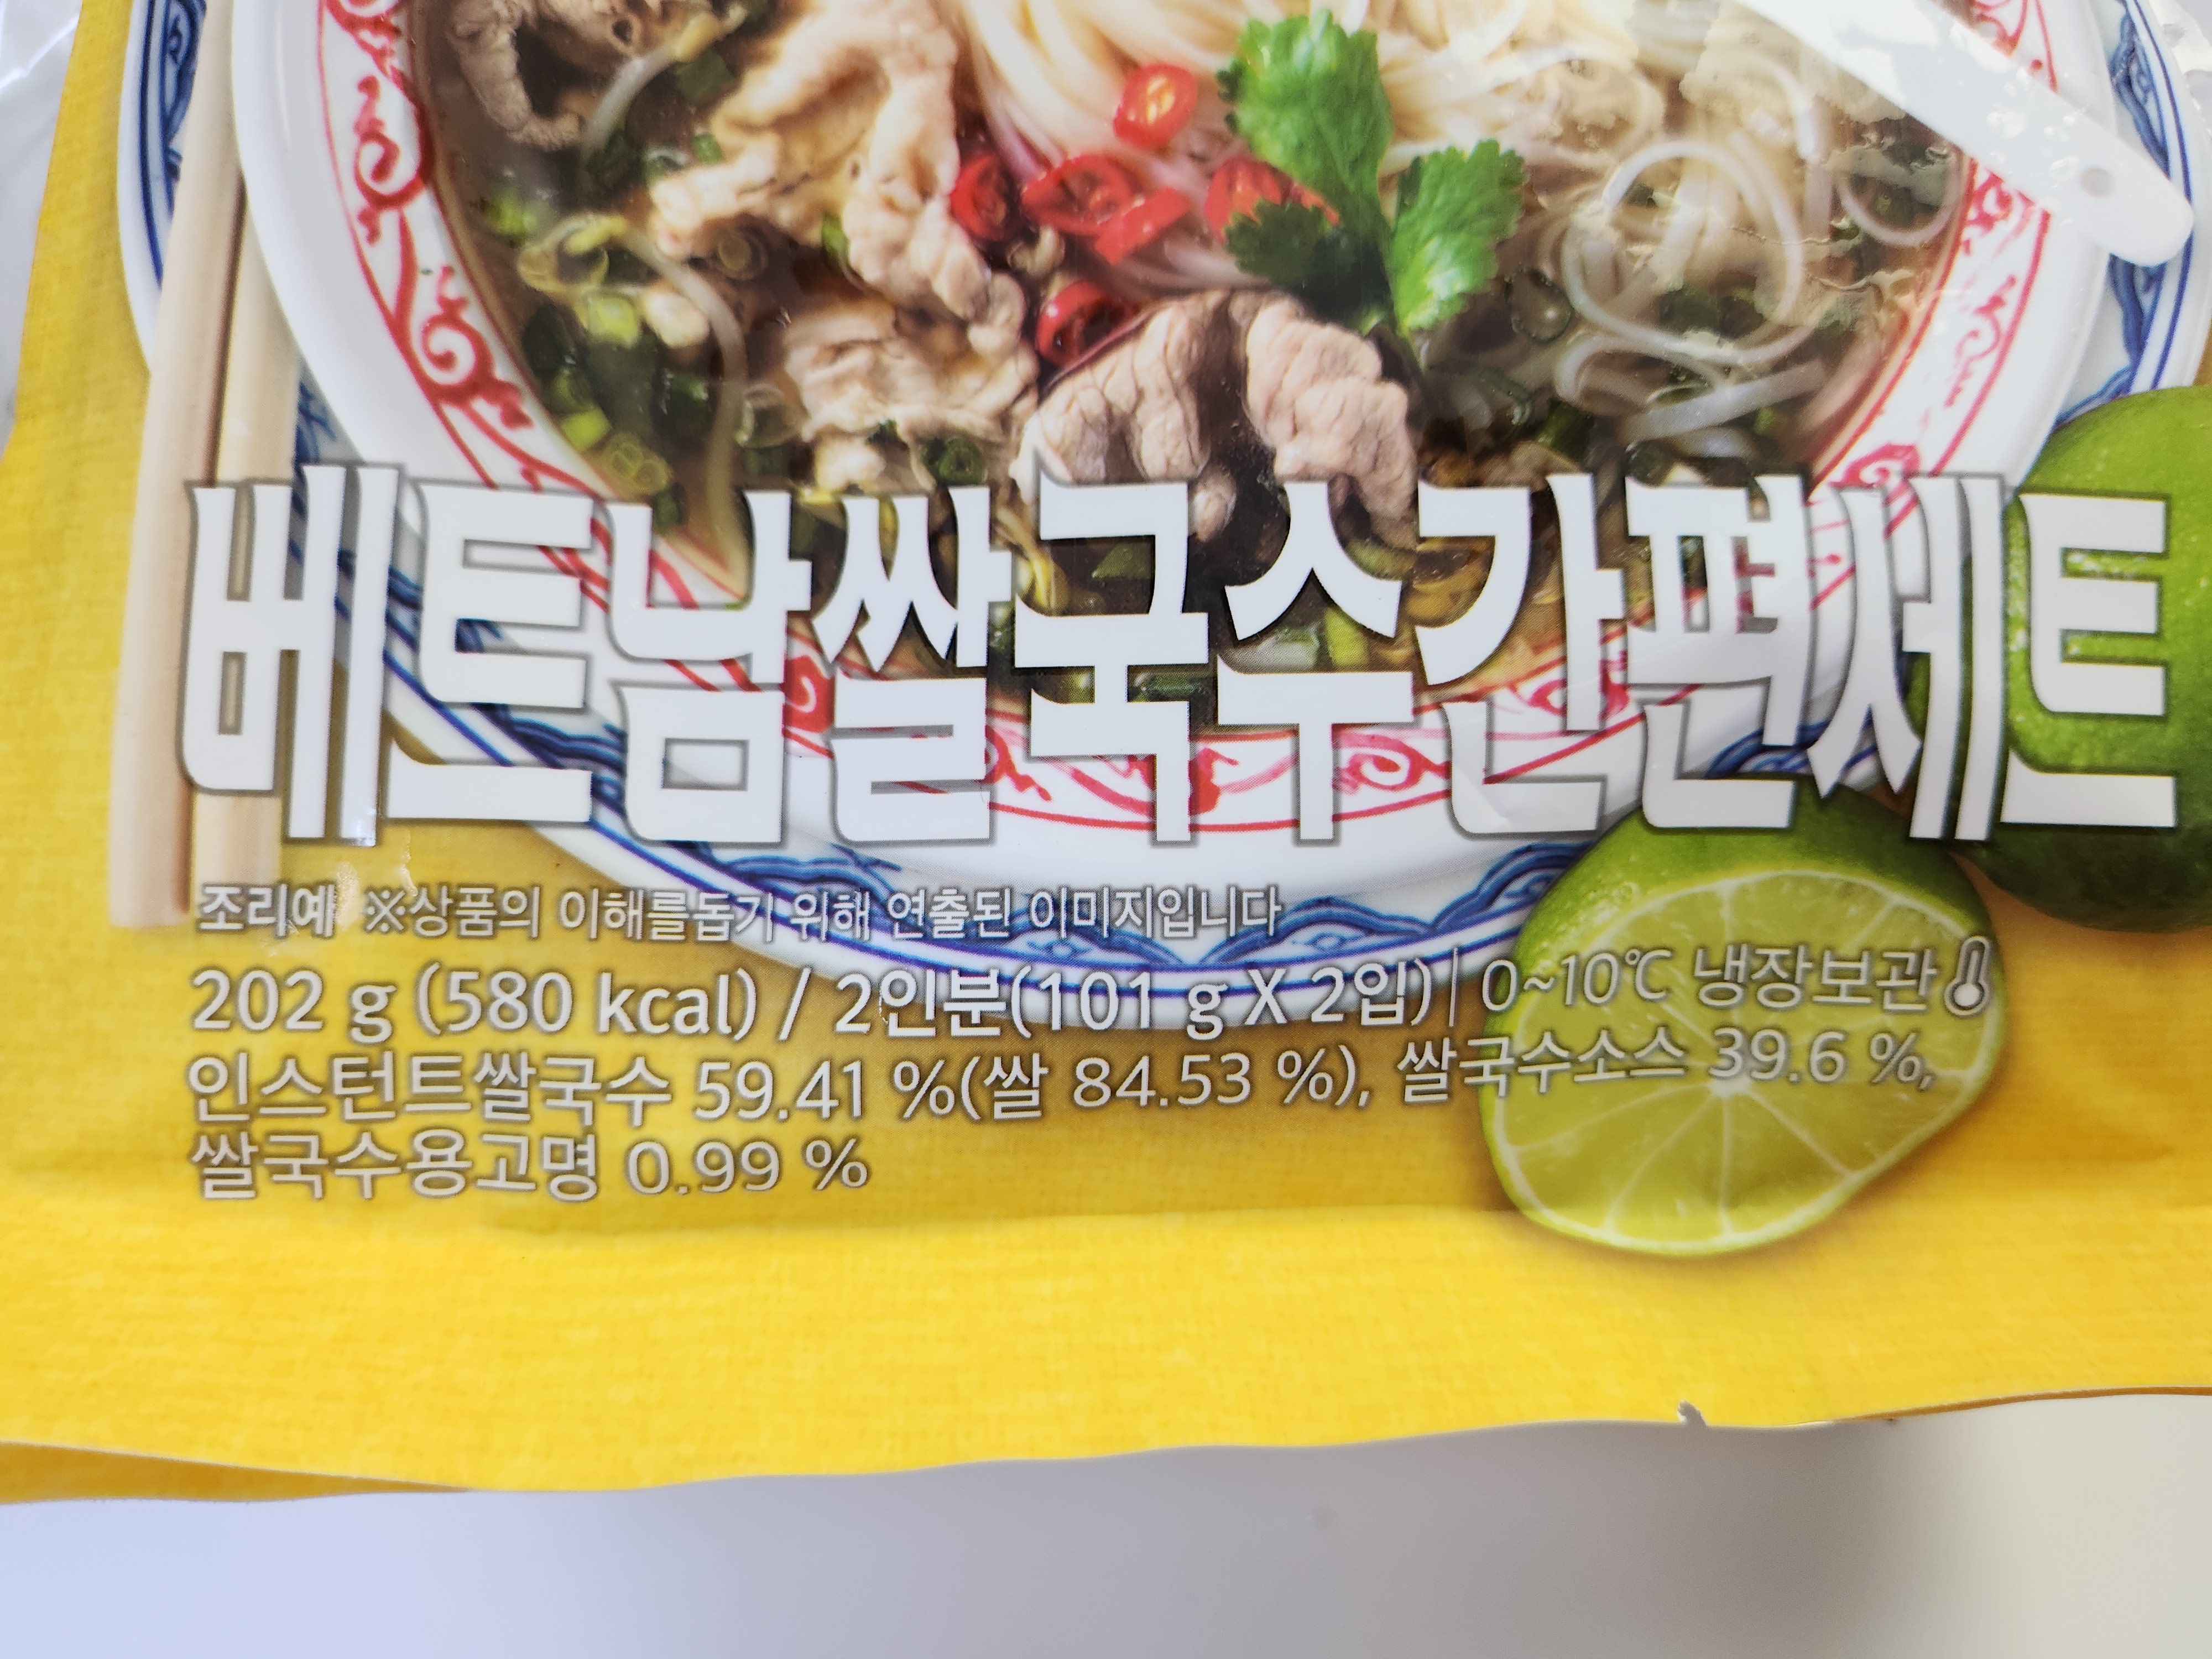 베트남쌀국수간편세트
조리예 ※상품의 이해를돕기 위해 연출된 이미지입니다
202 g (580 kcal) / 2인분(101 g X 2입) | 0~10℃ 냉장보관
인스턴트쌀국수 59.41 %(쌀 84.53 %), 쌀국수소스 39.6 %,
쌀국수용고명 0.99 %